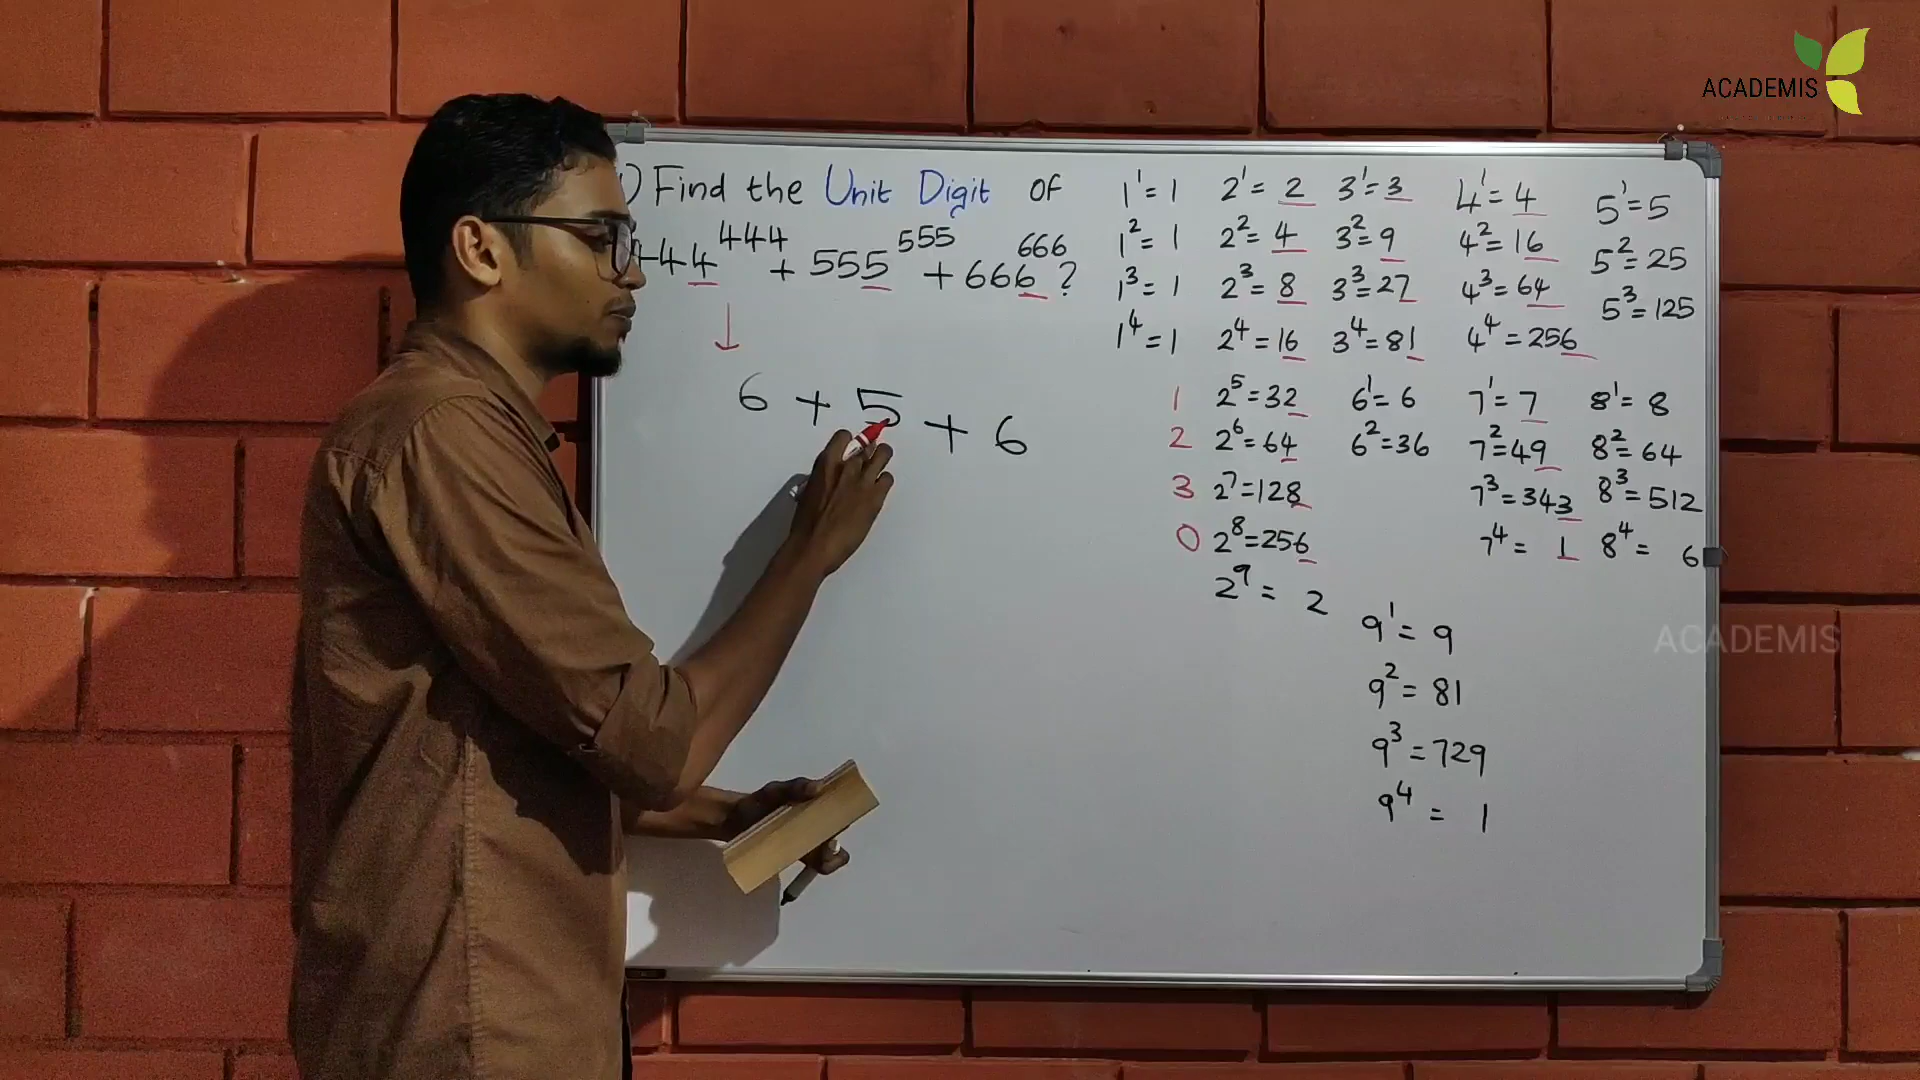 ACADEMIS
) Find the Unit Digit of
444⁴⁴⁴ + 555⁵⁵⁵ + 666⁶⁶⁶ ?
6 + 5 + 6
1¹ = 1
1² = 1
1³ = 1
1⁴ = 1
2¹ = 2
2² = 4
2³ = 8
2⁴ = 16
1 2⁵ = 32
2 2⁶ = 64
3 2⁷ = 128
0 2⁸ = 256
2⁹ = 2
3¹ = 3
3² = 9
3³ = 27
3⁴ = 81
4¹ = 4
4² = 16
4³ = 64
4⁴ = 256
5¹ = 5
5² = 25
5³ = 125
6¹ = 6
6² = 36
7¹ = 7
7² = 49
7³ = 343
7⁴ = 1
8¹ = 8
8² = 64
8³ = 512
8⁴ = 6
9¹ = 9
9² = 81
9³ = 729
9⁴ = 1
ACADEMIS